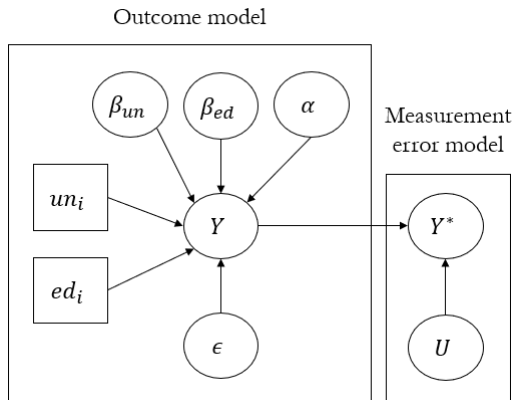 Outcome model
Measurement
error model
β_un
β_ed
α
un_i
Y
Y*
ed_i
ϵ
U